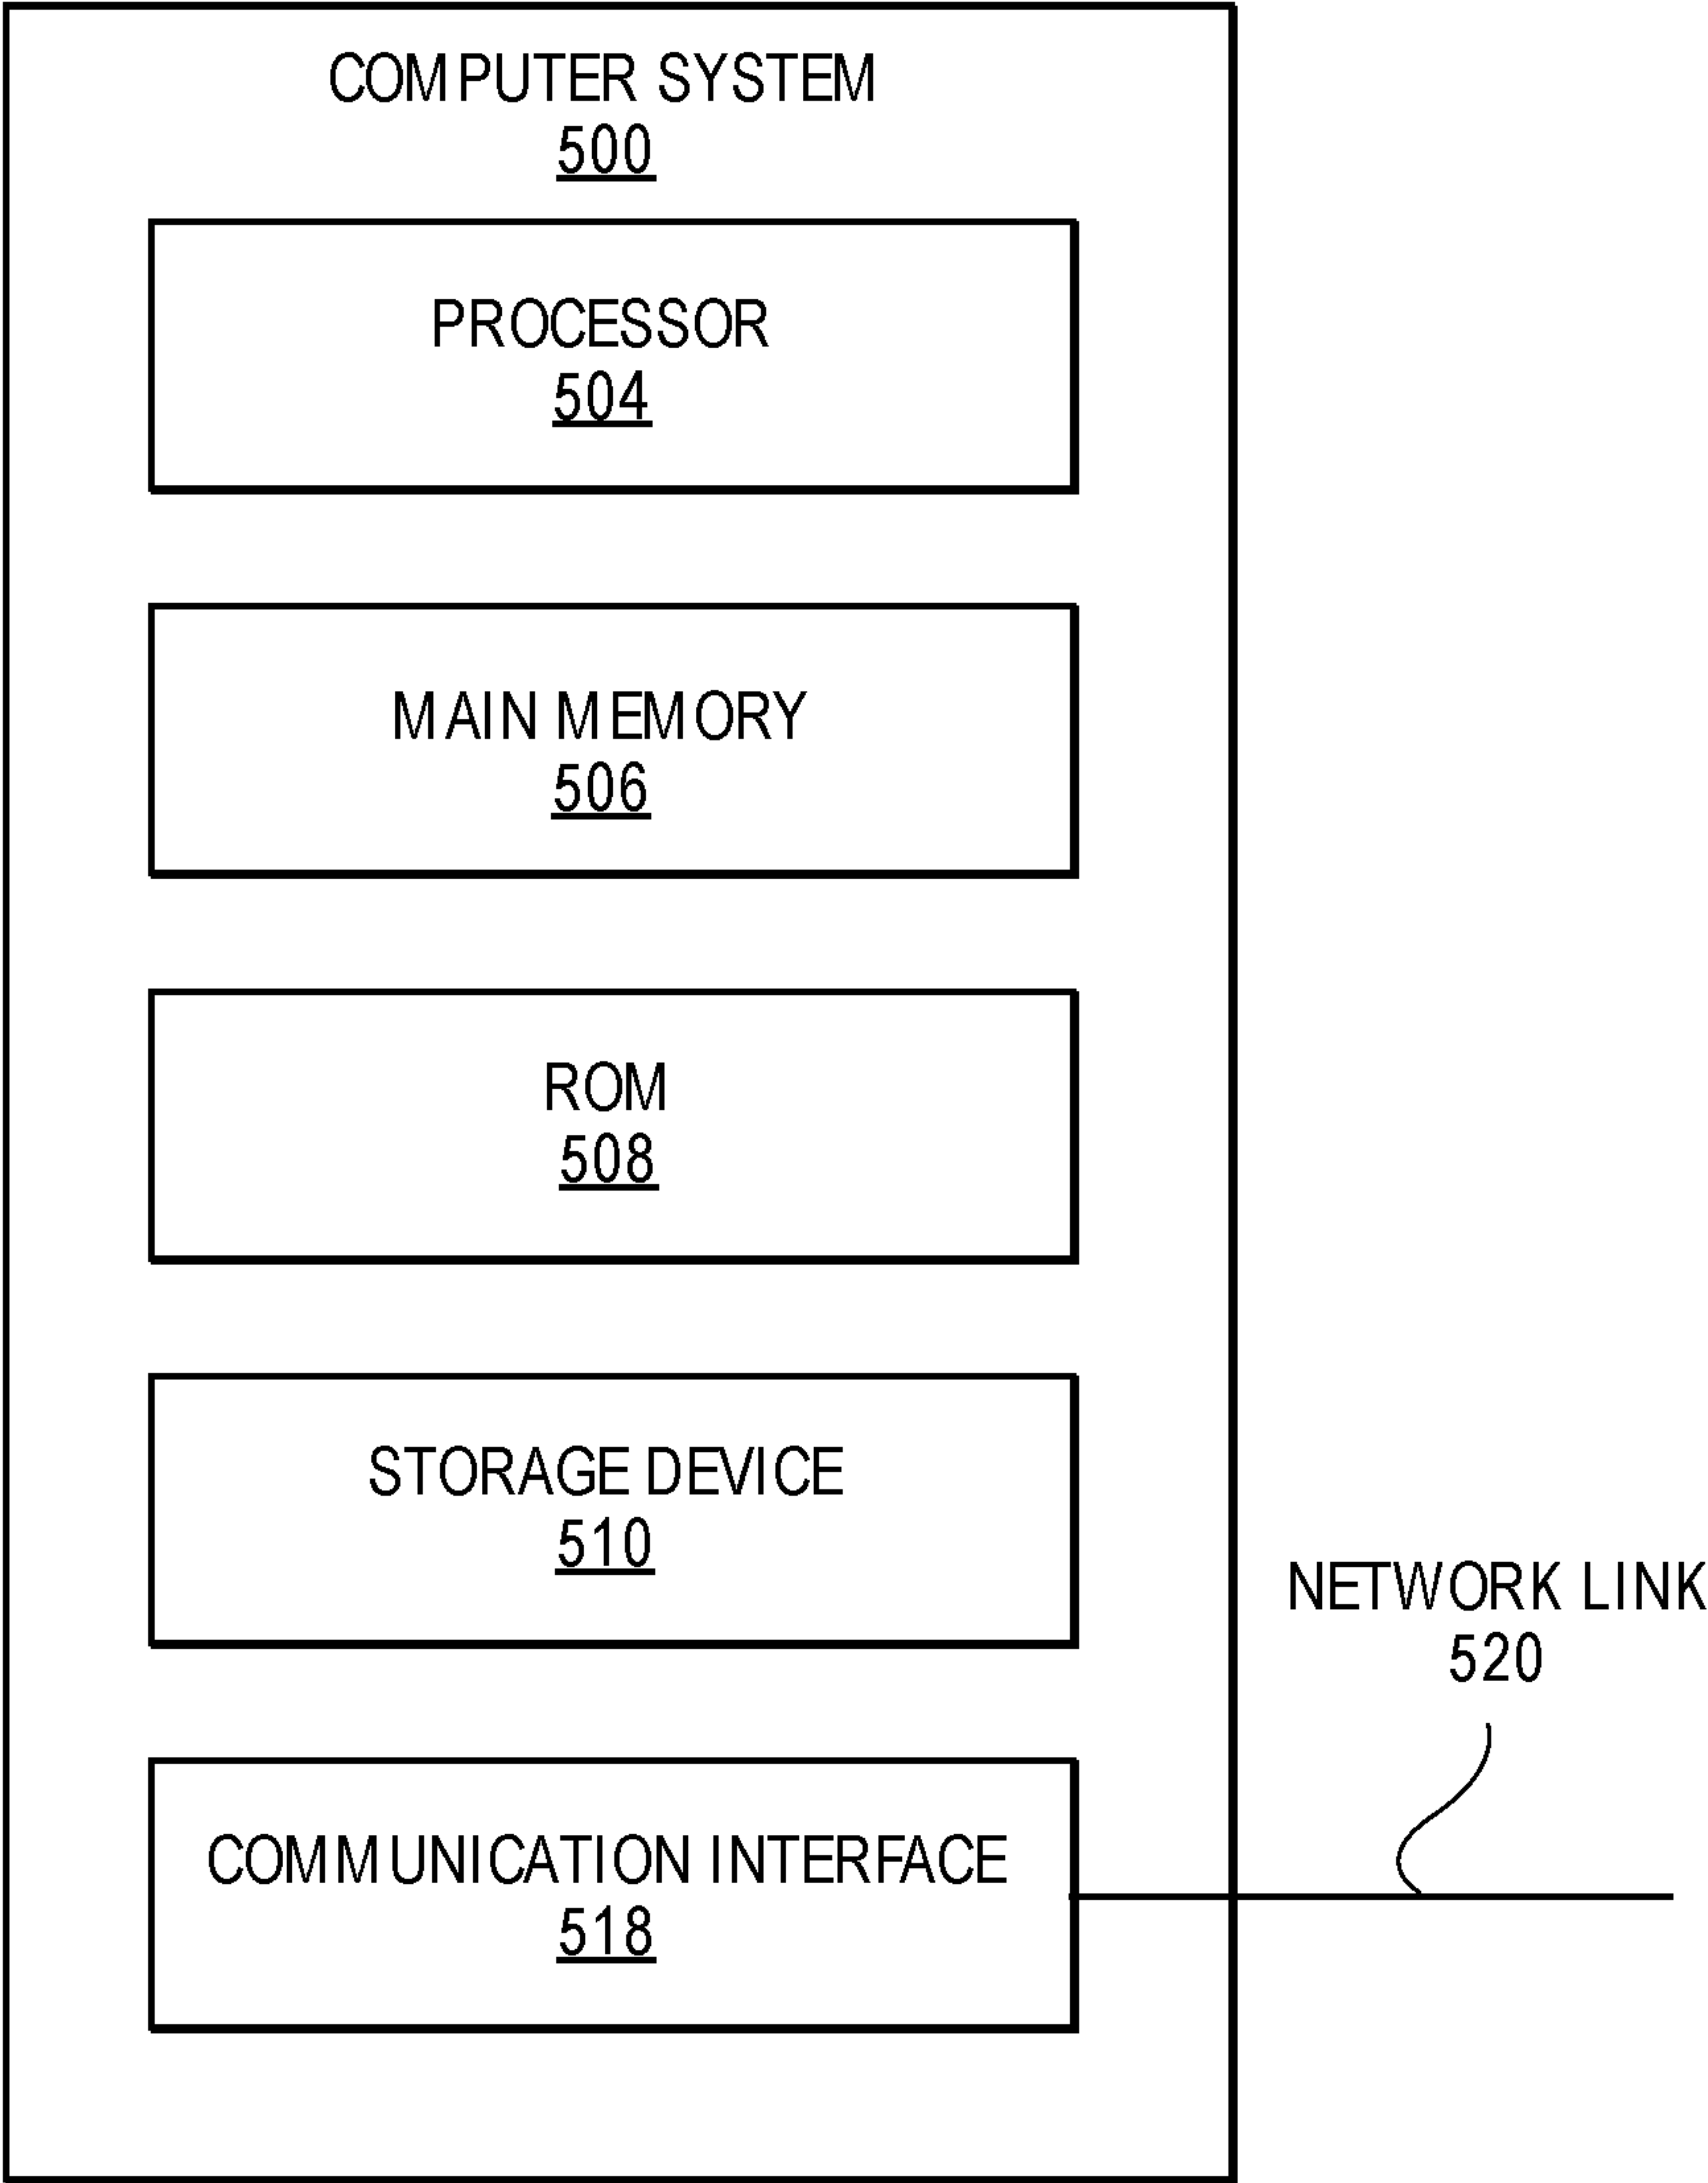 COMPUTER SYSTEM
500
PROCESSOR
504
MAIN MEMORY
506
ROM
508
STORAGE DEVICE
510
NETWORK LINK
520
COMMUNICATION INTERFACE
518